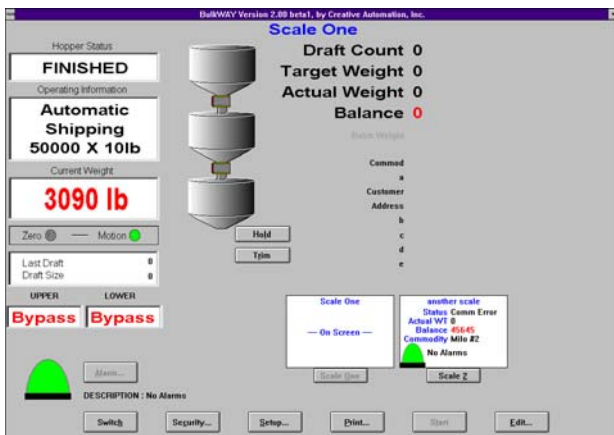 BulkWAY Version 2.00 beta1, by Creative Automation, Inc.
Scale One
Hopper Status
FINISHED
Operating Information
Automatic
Shipping
50000 X 10lb
Current Weight
3090 lb
Zero — Motion
Last Draft 0
Draft Size 0
UPPER LOWER
Bypass Bypass
Draft Count 0
Target Weight 0
Actual Weight 0
Balance 0
Batch Weight
Commod
a
Customer
Address
b
c
d
e
Hold
Trim
Scale One
--- On Screen ---
Scale One
another scale
Status Comm Error
Actual WT 0
Balance 45645
Commodity Milo #2
No Alarms
Scale 2
Alarm...
DESCRIPTION : No Alarms
Switch Security... Setup... Print... Start Edit...